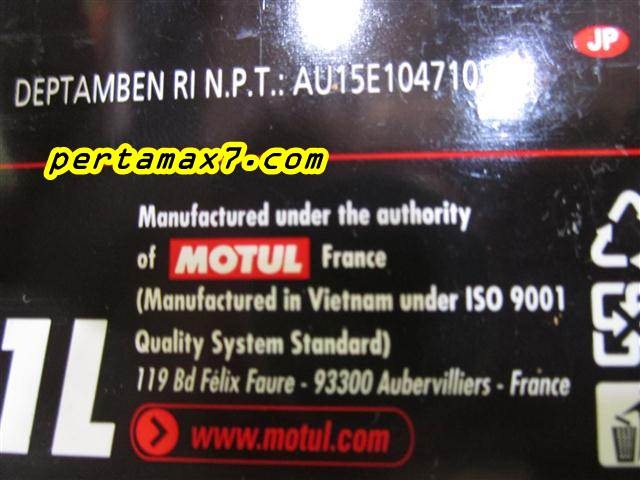 JP
DEPTAMBEN RI N.P.T.:
pertamax7.com
Manufactured under the authority
of MOTUL France
(Manufactured in Vietnam under ISO 9001
Quality System Standard)
1L
119 Bd Félix Faure - 93300 Aubervilliers - France
www.motul.com